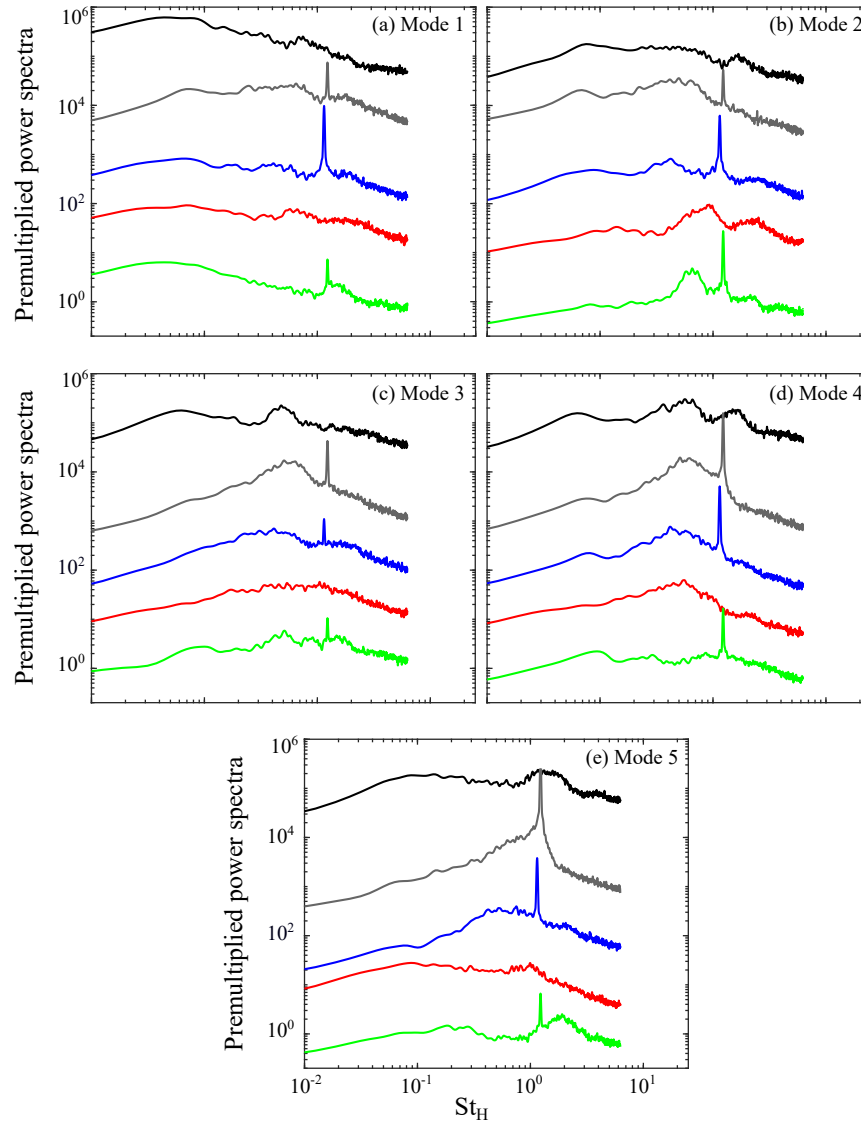 10^6
(a) Mode 1
(b) Mode 2
10^4
10^2
10^0
Premultiplied power spectra
10^6
(c) Mode 3
(d) Mode 4
10^4
10^2
10^0
Premultiplied power spectra
10^6
(e) Mode 5
10^4
10^2
10^0
Premultiplied power spectra
10^-2 10^-1 10^0 10^1
St_H